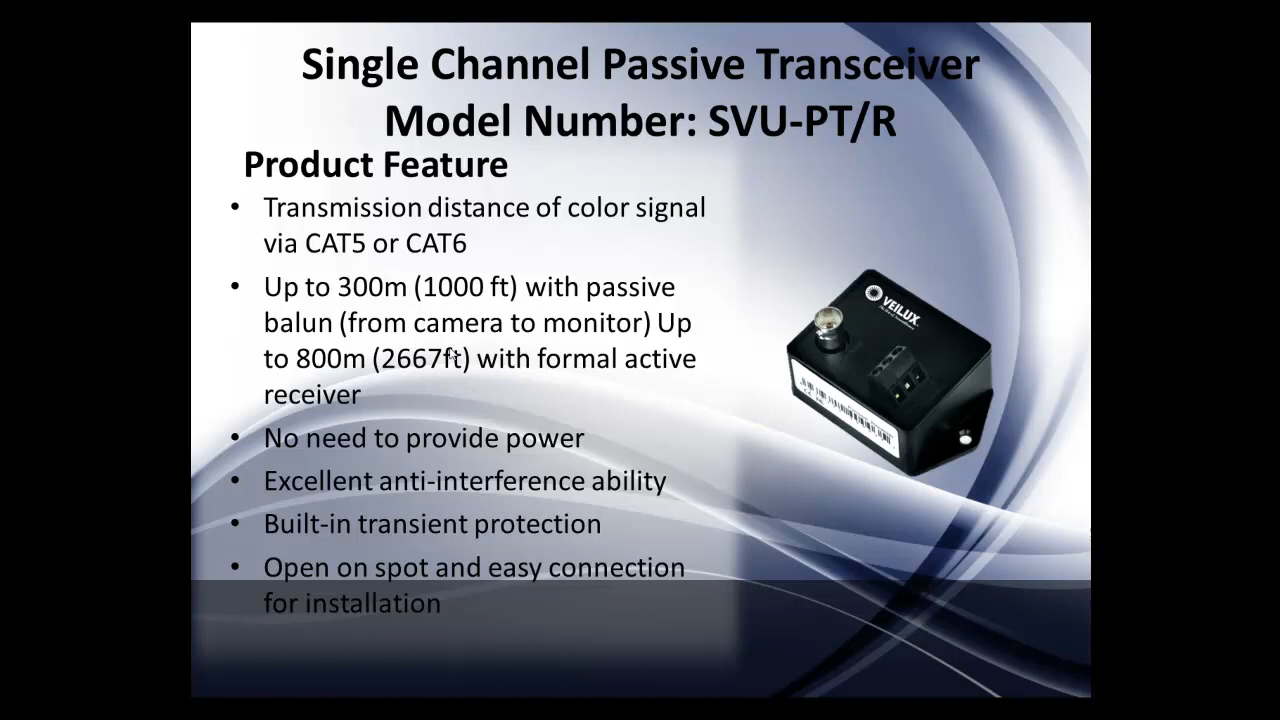 Single Channel Passive Transceiver
Model Number: SVU-PT/R
Product Feature
• Transmission distance of color signal
via CAT5 or CAT6
• Up to 300m (1000 ft) with passive
balun (from camera to monitor) Up
to 800m (2667ft) with formal active
receiver
• No need to provide power
• Excellent anti-interference ability
• Built-in transient protection
• Open on spot and easy connection
for installation
VEILUX